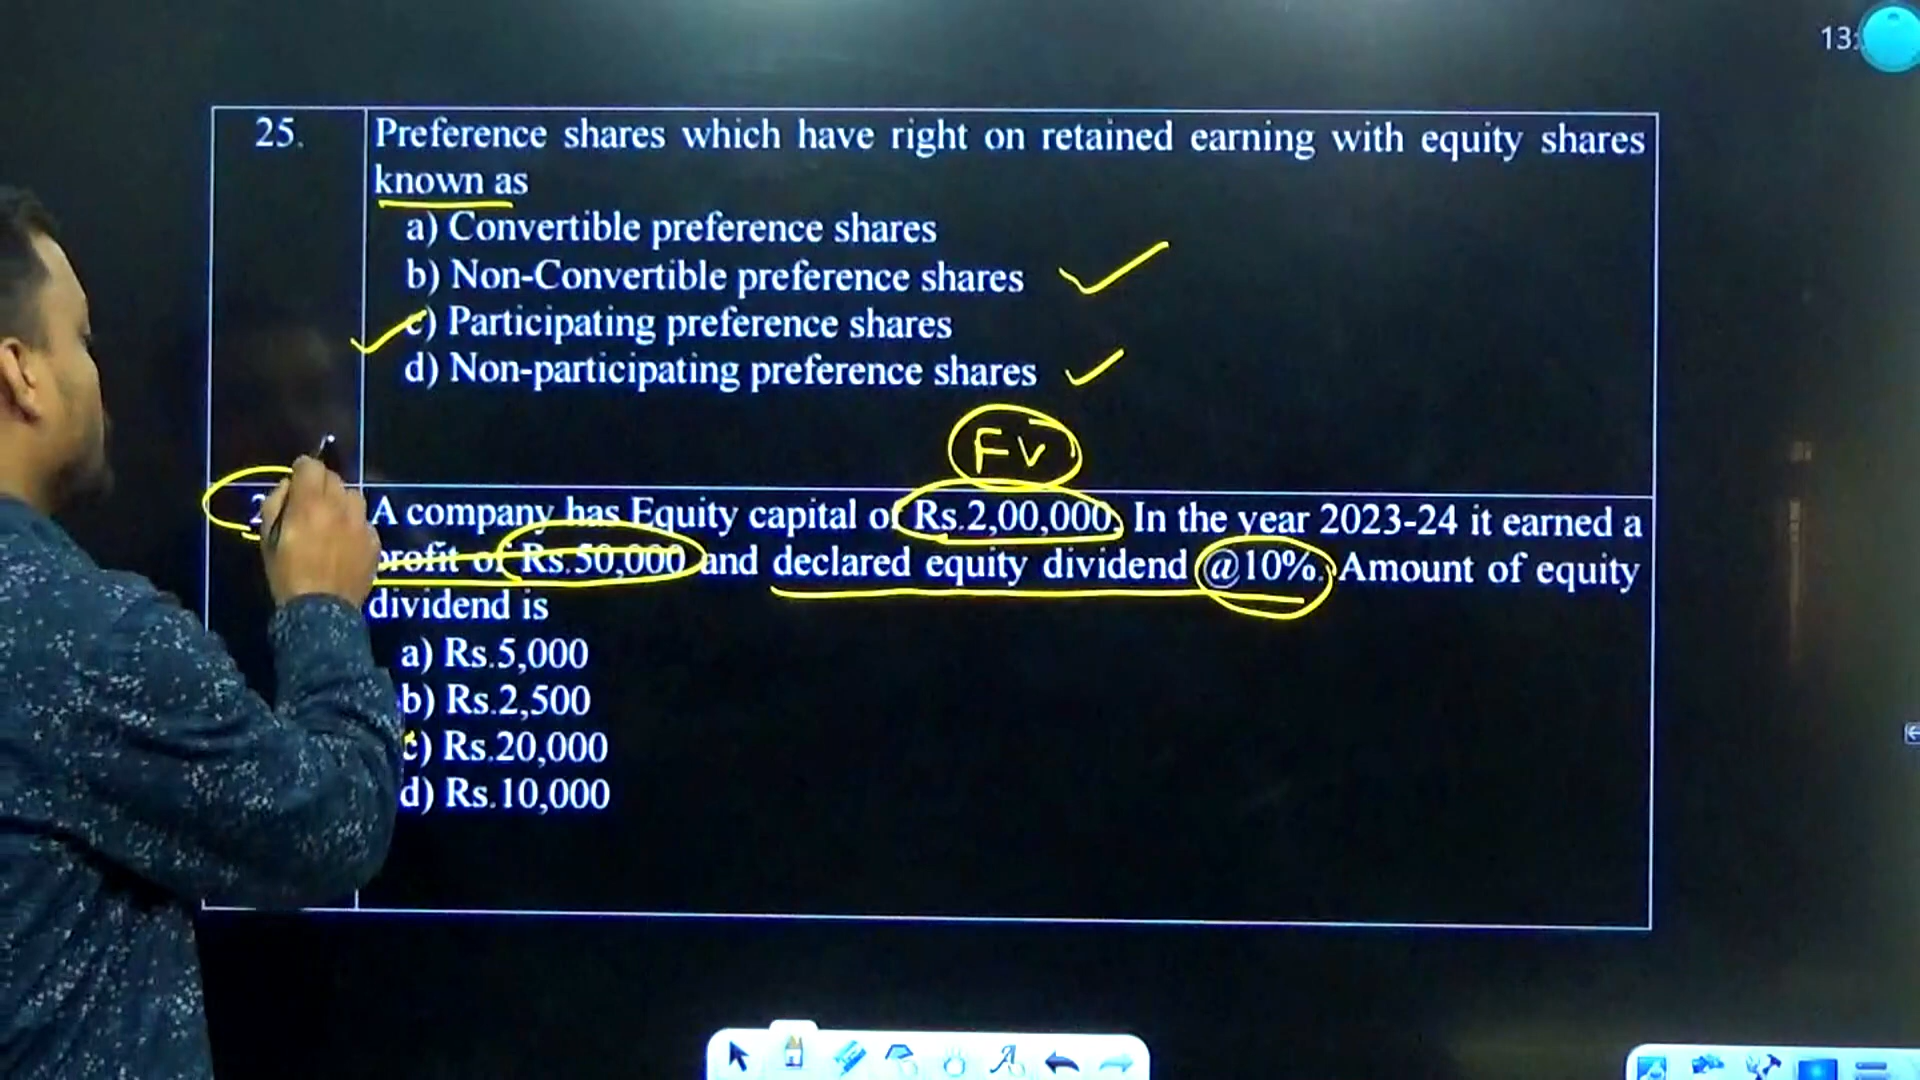 13:
25.
Preference shares which have right on retained earning with equity shares
known as
a) Convertible preference shares
b) Non-Convertible preference shares
c) Participating preference shares
d) Non-participating preference shares
FV
A company has Equity capital of Rs.2,00,000. In the year 2023-24 it earned a
profit of Rs.50,000 and declared equity dividend @10%. Amount of equity
dividend is
a) Rs.5,000
b) Rs.2,500
c) Rs.20,000
d) Rs.10,000